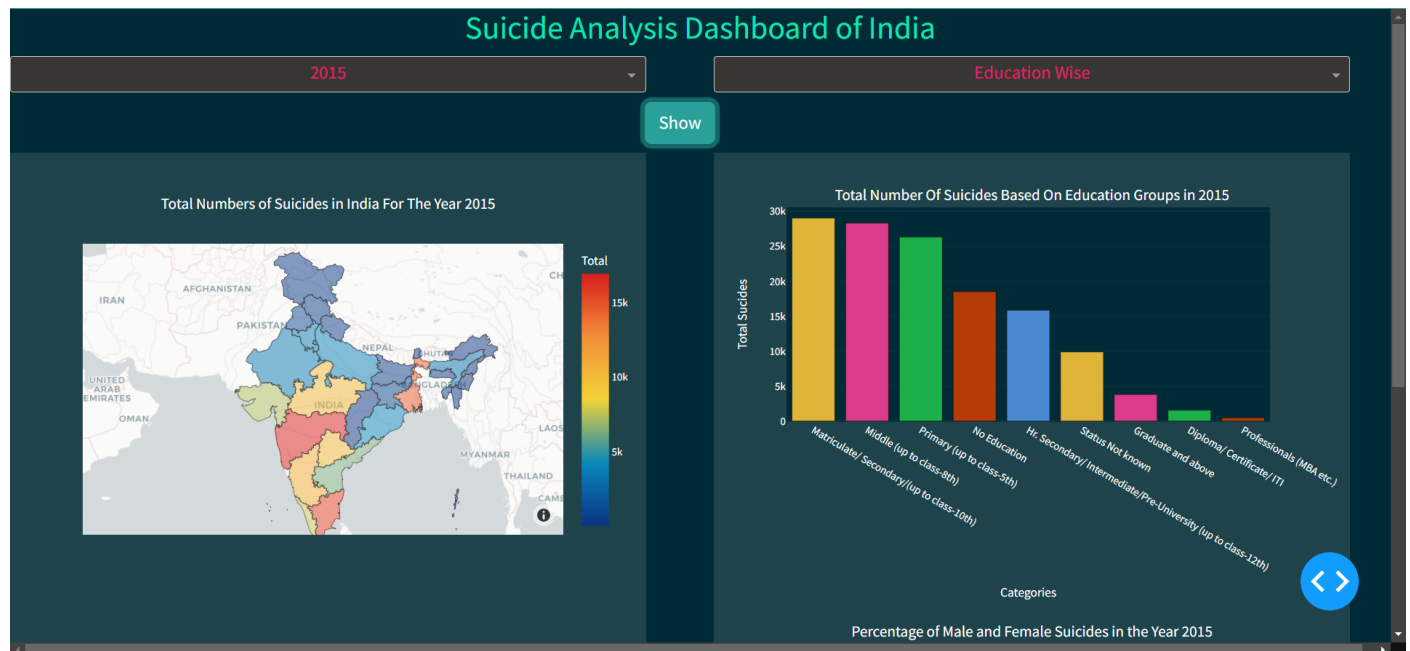 Suicide Analysis Dashboard of India
2015
Education Wise
Show
Total Numbers of Suicides in India For The Year 2015
IRAN
AFGHANISTAN
PAKISTAN
NEPAL
BHUTA
BANGLADESH
UNITED
ARAB
EMIRATES
OMAN
INDIA
MYANMAR
LAOS
THAILAND
CAMB
CH
Total
15k
10k
5k
Total Number Of Suicides Based On Education Groups in 2015
Total Sucides
30k
25k
20k
15k
10k
5k
0
Matriculate/ Secondary/(up to class-10th)
Middle (up to class-8th)
Primary (up to class-5th)
No Education
Hr. Secondary/ Intermediate/Pre-University (up to class-12th)
Status Not known
Graduate and above
Diploma/ Certificate/ ITI
Professionals (MBA etc.)
Categories
Percentage of Male and Female Suicides in the Year 2015